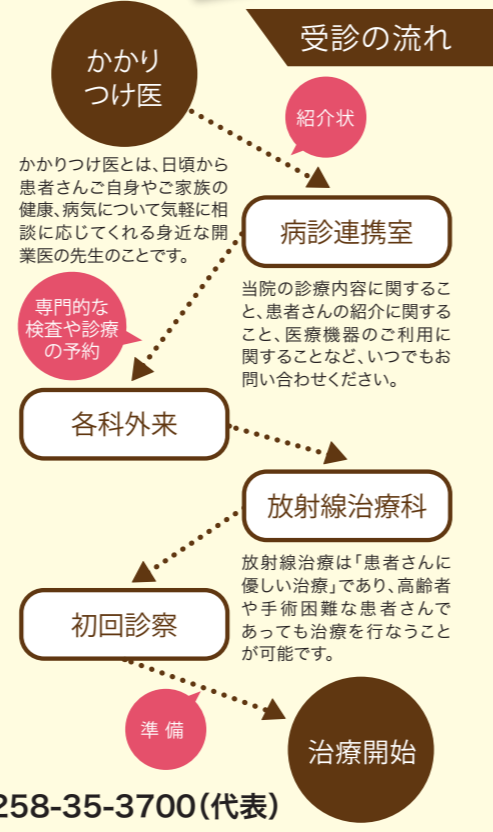 受診の流れ
かかり
つけ医
紹介状
かかりつけ医とは、日頃から
患者さんご自身やご家族の
健康、病気について気軽に相
談に応じてくれる身近な開
業医の先生のことです。
病診連携室
当院の診療内容に関するこ
と、患者さんの紹介に関する
こと、医療機器のご利用に
関することなど、いつでもお
問い合わせください。
専門的な
検査や診療
の予約
各科外来
放射線治療科
放射線治療は「患者さんに
優しい治療」であり、高齢者
や手術困難な患者さんで
あっても治療を行なうこと
が可能です。
初回診察
準備
治療開始
258-35-3700（代表）